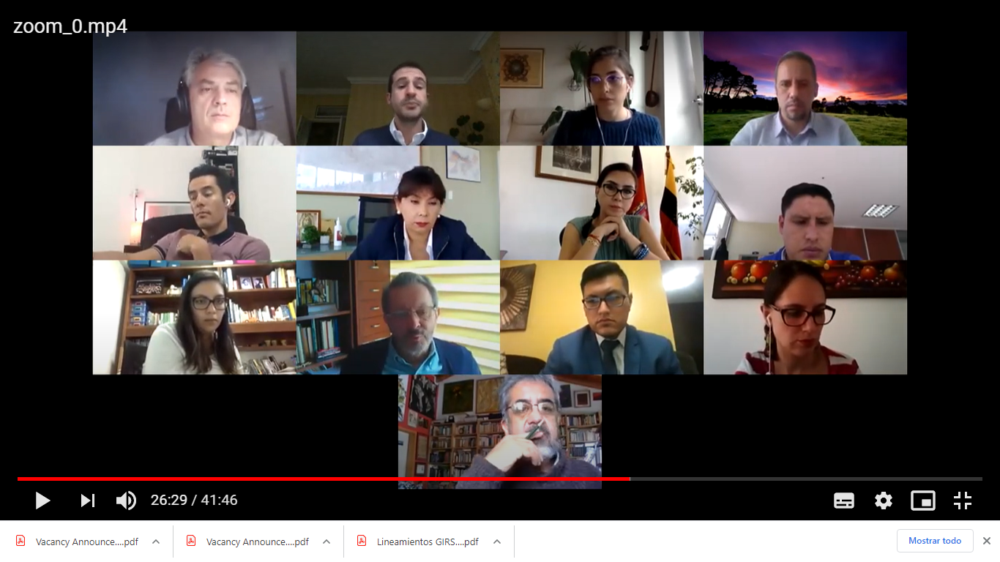 zoom_0.mp4
26:29 / 41:46
Vacancy Announce....pdf
Vacancy Announce....pdf
Lineamientos GIRS....pdf
Mostrar todo